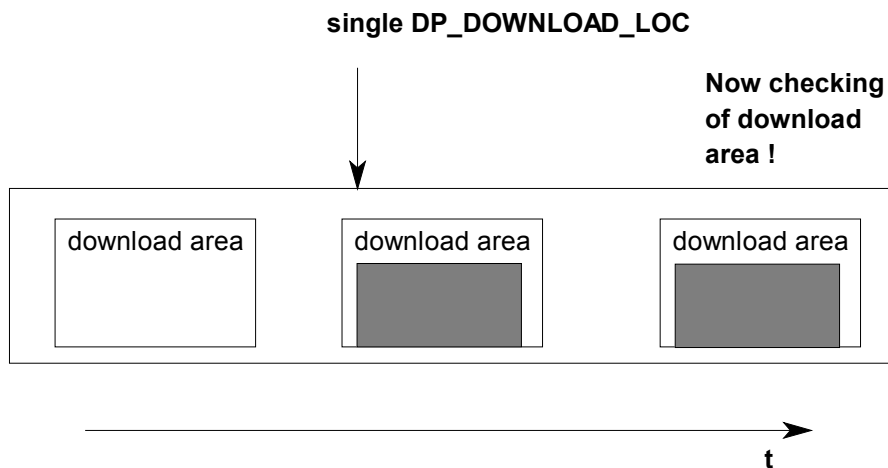 single DP_DOWNLOAD_LOC
Now checking
of download
area !
download area
download area
download area
t